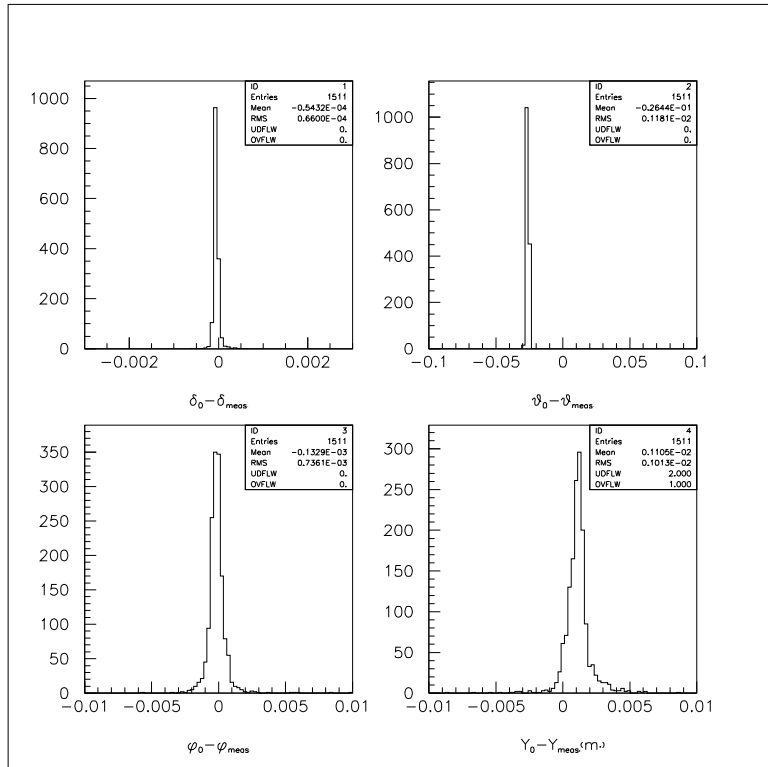 ID 1
Entries 1511
Mean -0.5432E-04
RMS 0.6600E-04
UDFLW 0.
OVFLW 0.
1000
800
600
400
200
0
-0.002 0 0.002
δ₀-δmeas.
ID 2
Entries 1511
Mean -0.2644E-01
RMS 0.1181E-02
UDFLW 0.
OVFLW 0.
1000
800
600
400
200
0
-0.1 -0.05 0 0.05 0.1
ϑ₀-ϑmeas.
ID 3
Entries 1511
Mean -0.1329E-03
RMS 0.7361E-03
UDFLW 0.
OVFLW 0.
350
300
250
200
150
100
50
0
-0.01 -0.005 0 0.005 0.01
φ₀-φmeas.
ID 4
Entries 1511
Mean 0.1105E-02
RMS 0.1013E-02
UDFLW 2.000
OVFLW 1.000
300
250
200
150
100
50
0
-0.01 -0.005 0 0.005 0.01
Y₀-Ymeas.(m.)